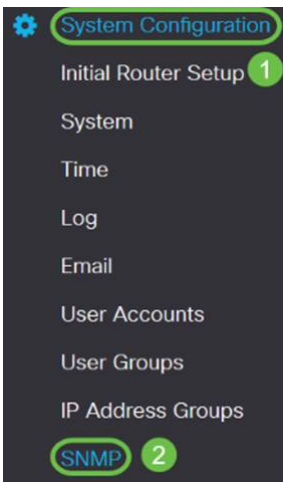 System Configuration
Initial Router Setup 1
System
Time
Log
Email
User Accounts
User Groups
IP Address Groups
SNMP 2